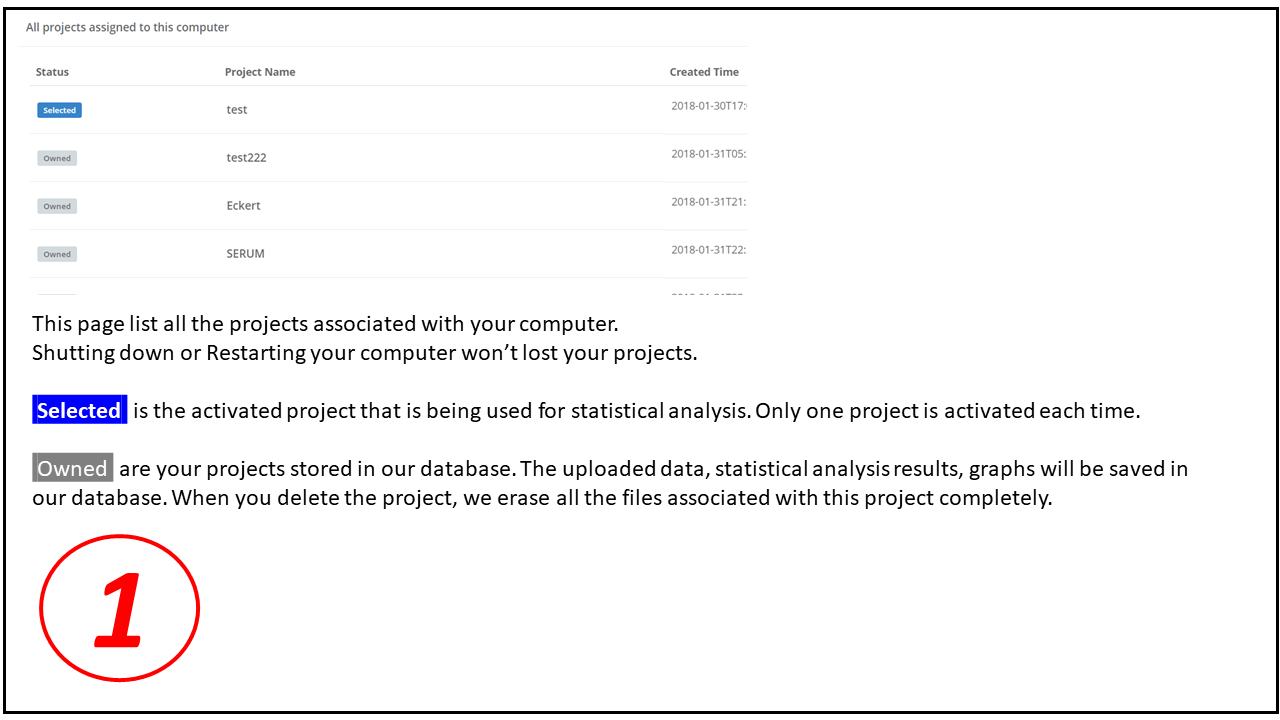 All projects assigned to this computer
Status Project Name Created Time
Selected test 2018-01-30T17:
Owned test222 2018-01-31T05:
Owned Eckert 2018-01-31T21:
Owned SERUM 2018-01-31T22:
This page list all the projects associated with your computer.
Shutting down or Restarting your computer won’t lost your projects.
Selected is the activated project that is being used for statistical analysis. Only one project is activated each time.
Owned are your projects stored in our database. The uploaded data, statistical analysis results, graphs will be saved in
our database. When you delete the project, we erase all the files associated with this project completely.
1